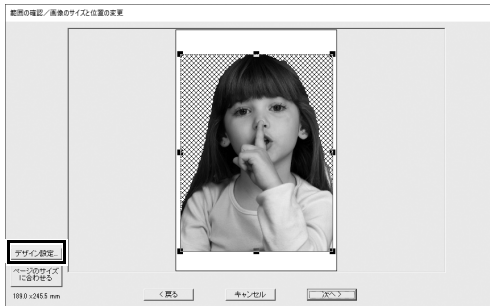 範囲の確認／画像のサイズと位置の変更
デザイン設定...
ページのサイズ
に合わせる
189.0 x 245.5 mm
< 戻る
キャンセル
次へ >